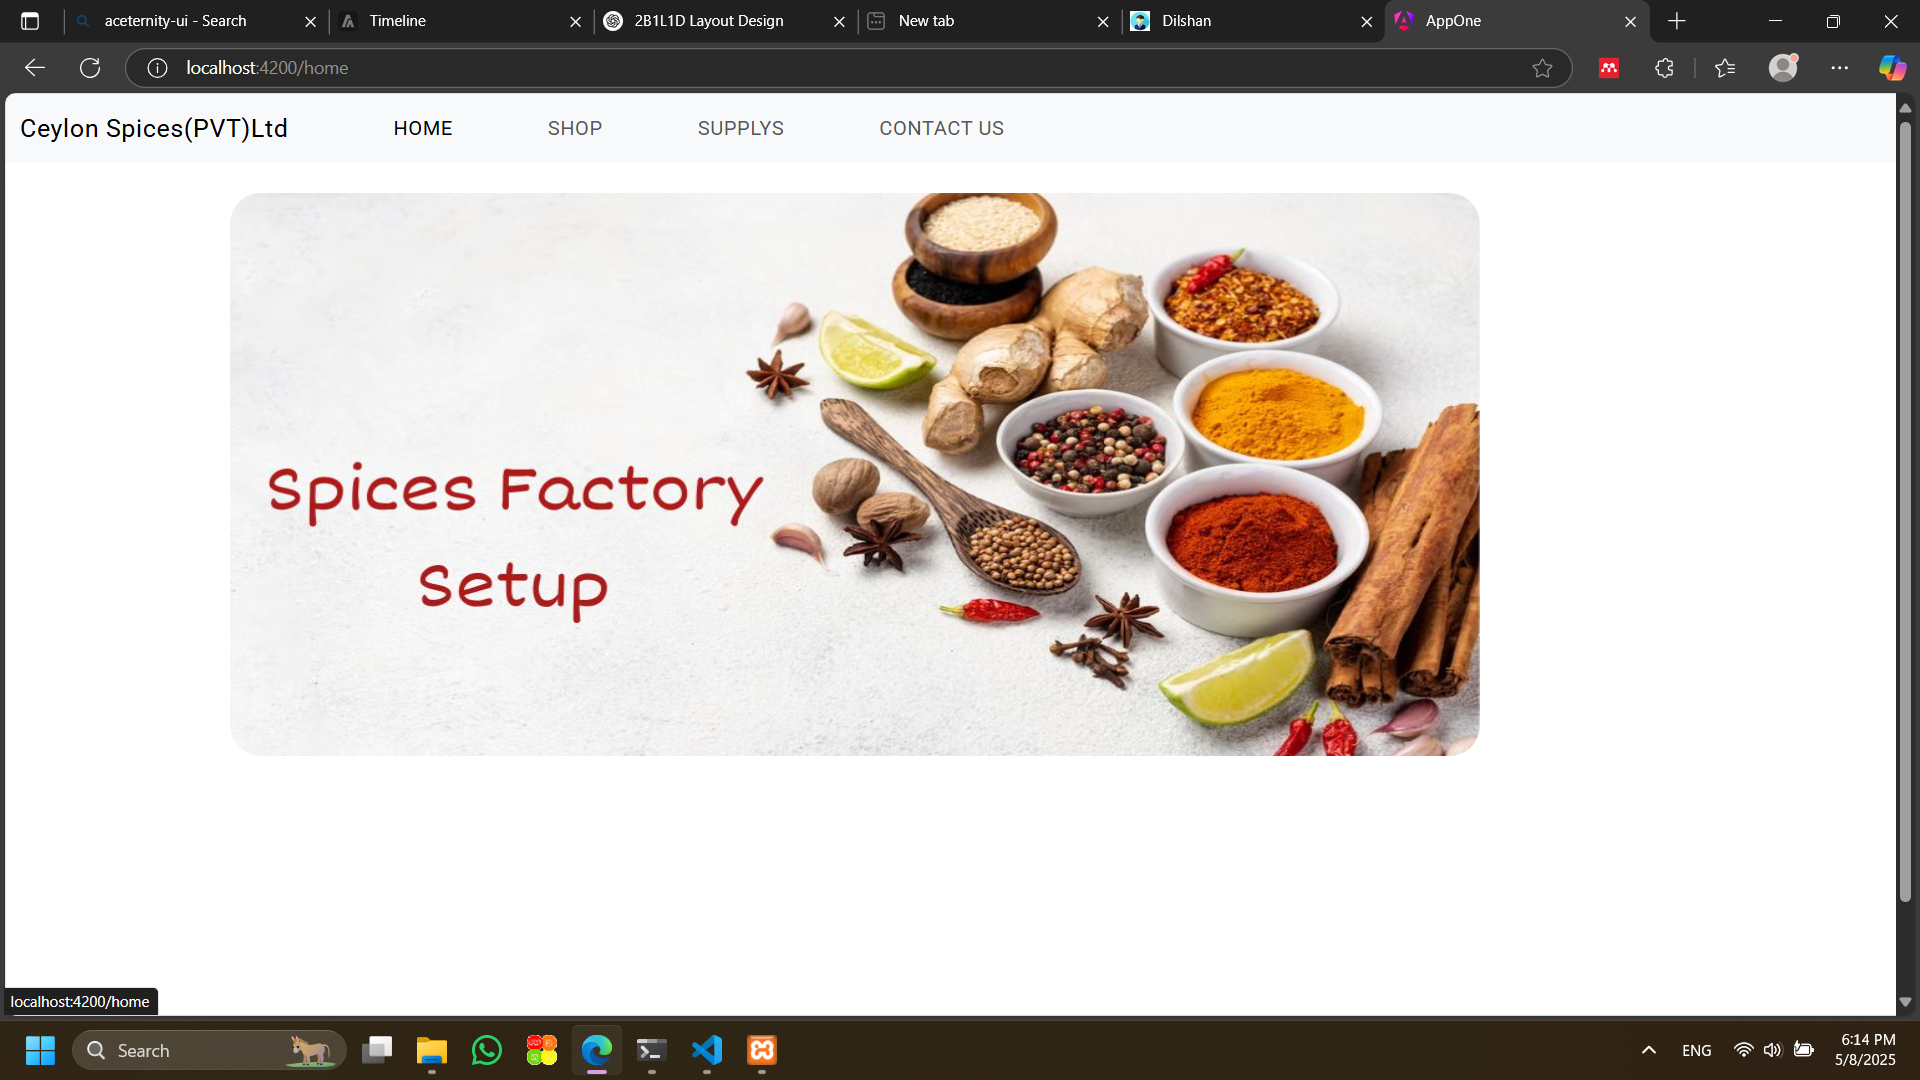 aceternity-ui - Search
Timeline
2B1L1D Layout Design
New tab
Dilshan
AppOne
localhost:4200/home
Ceylon Spices(PVT)Ltd
HOME
SHOP
SUPPLYS
CONTACT US
Spices Factory
Setup
localhost:4200/home
Search
ENG
6:14 PM
5/8/2025